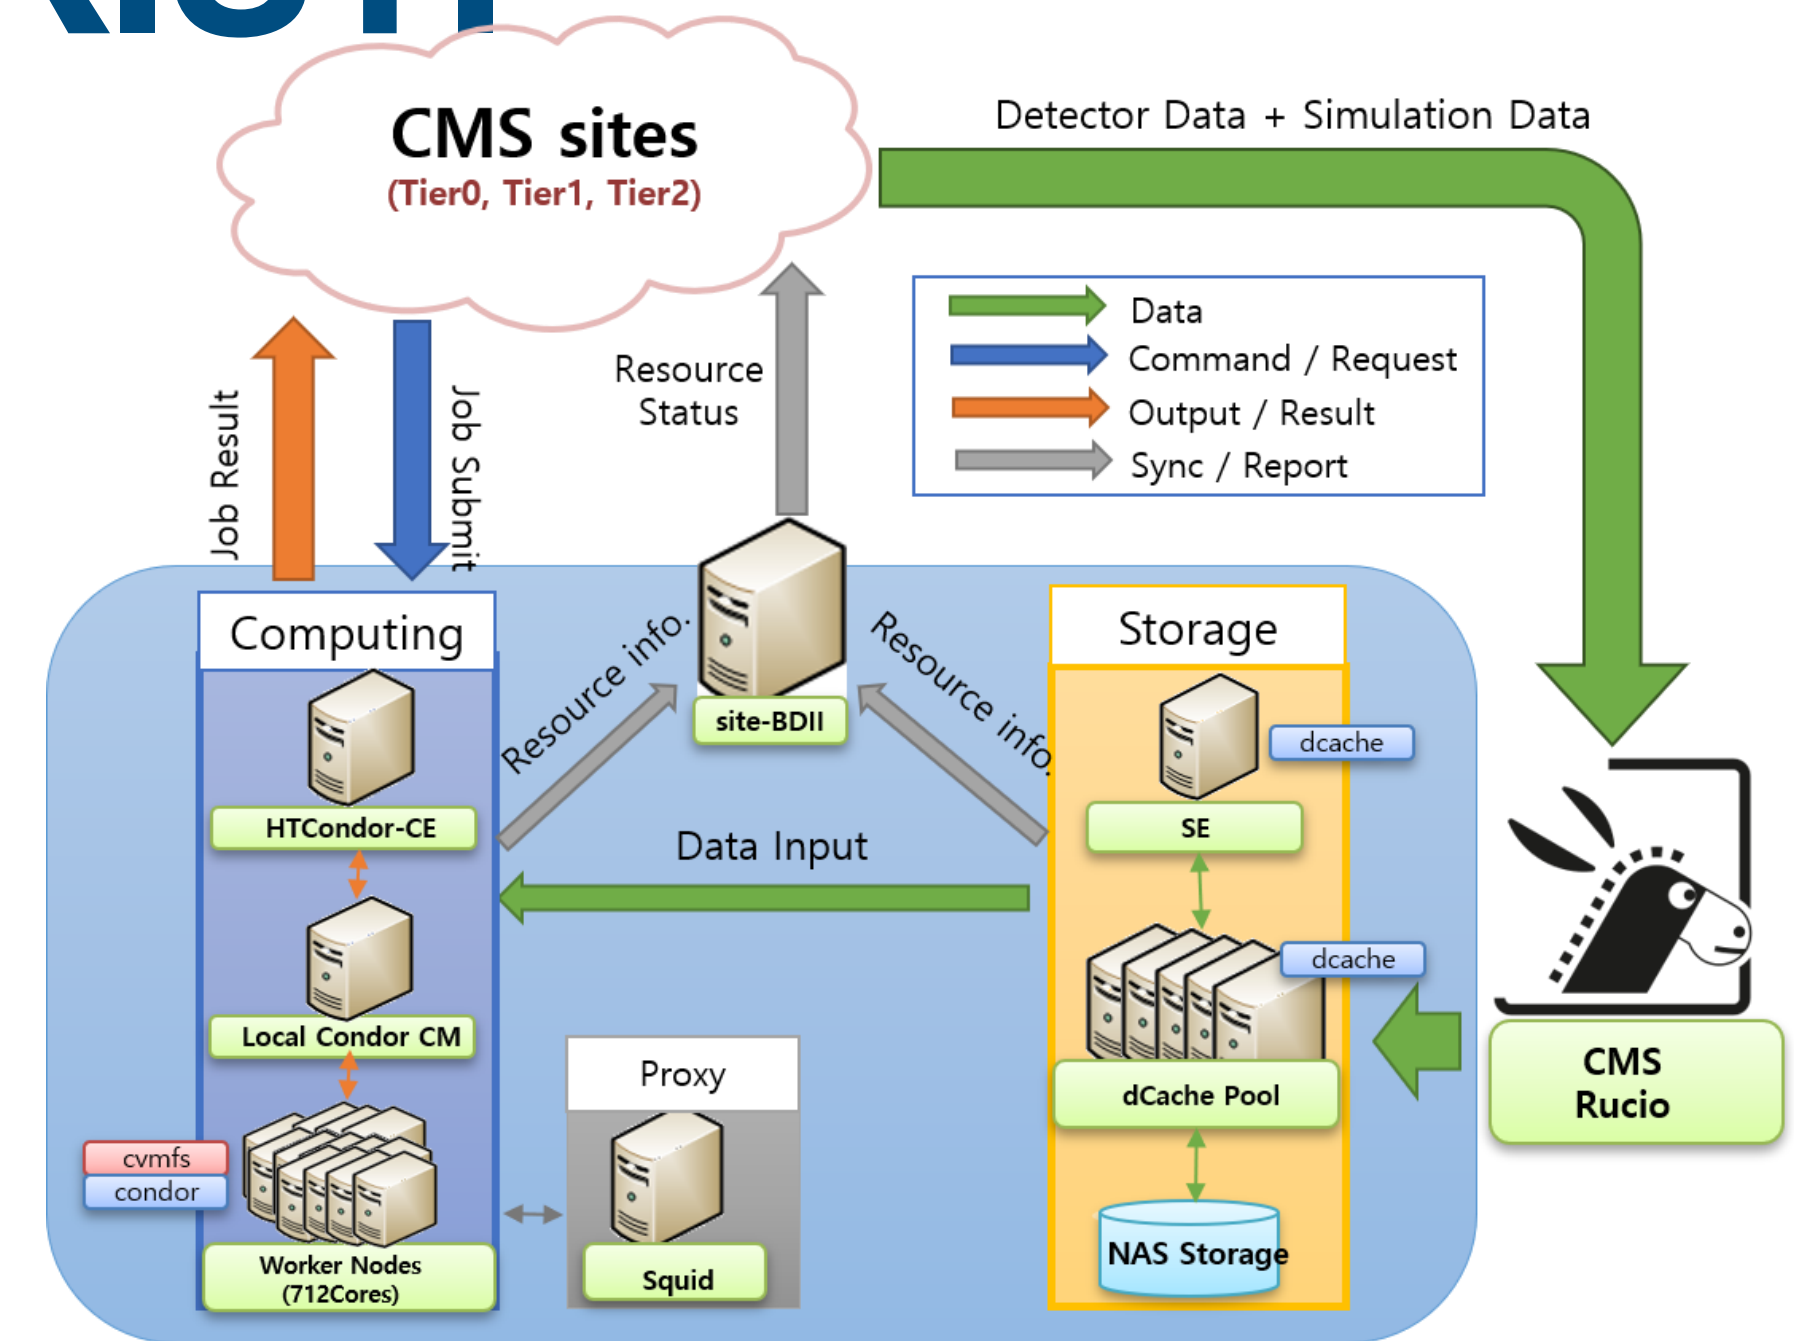 CMS sites
(Tier0, Tier1, Tier2)
Detector Data + Simulation Data
Data
Command / Request
Output / Result
Sync / Report
Resource
Status
Job Result
Job Submit
Computing
Storage
Resource info.
Resource info.
site-BDII
dcache
HTCondor-CE
SE
Data Input
dcache
Local Condor CM
Proxy
dCache Pool
CMS
Rucio
cvmfs
condor
NAS Storage
Worker Nodes
(712Cores)
Squid